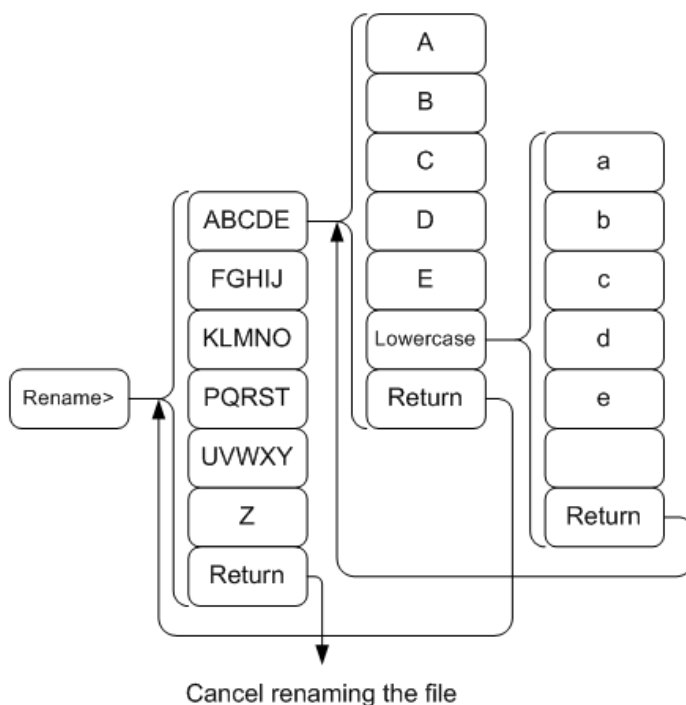 Rename>
ABCDE
FGHIJ
KLMNO
PQRST
UVWXY
Z
Return
A
B
C
D
E
Lowercase
Return
a
b
c
d
e
Return
Cancel renaming the file